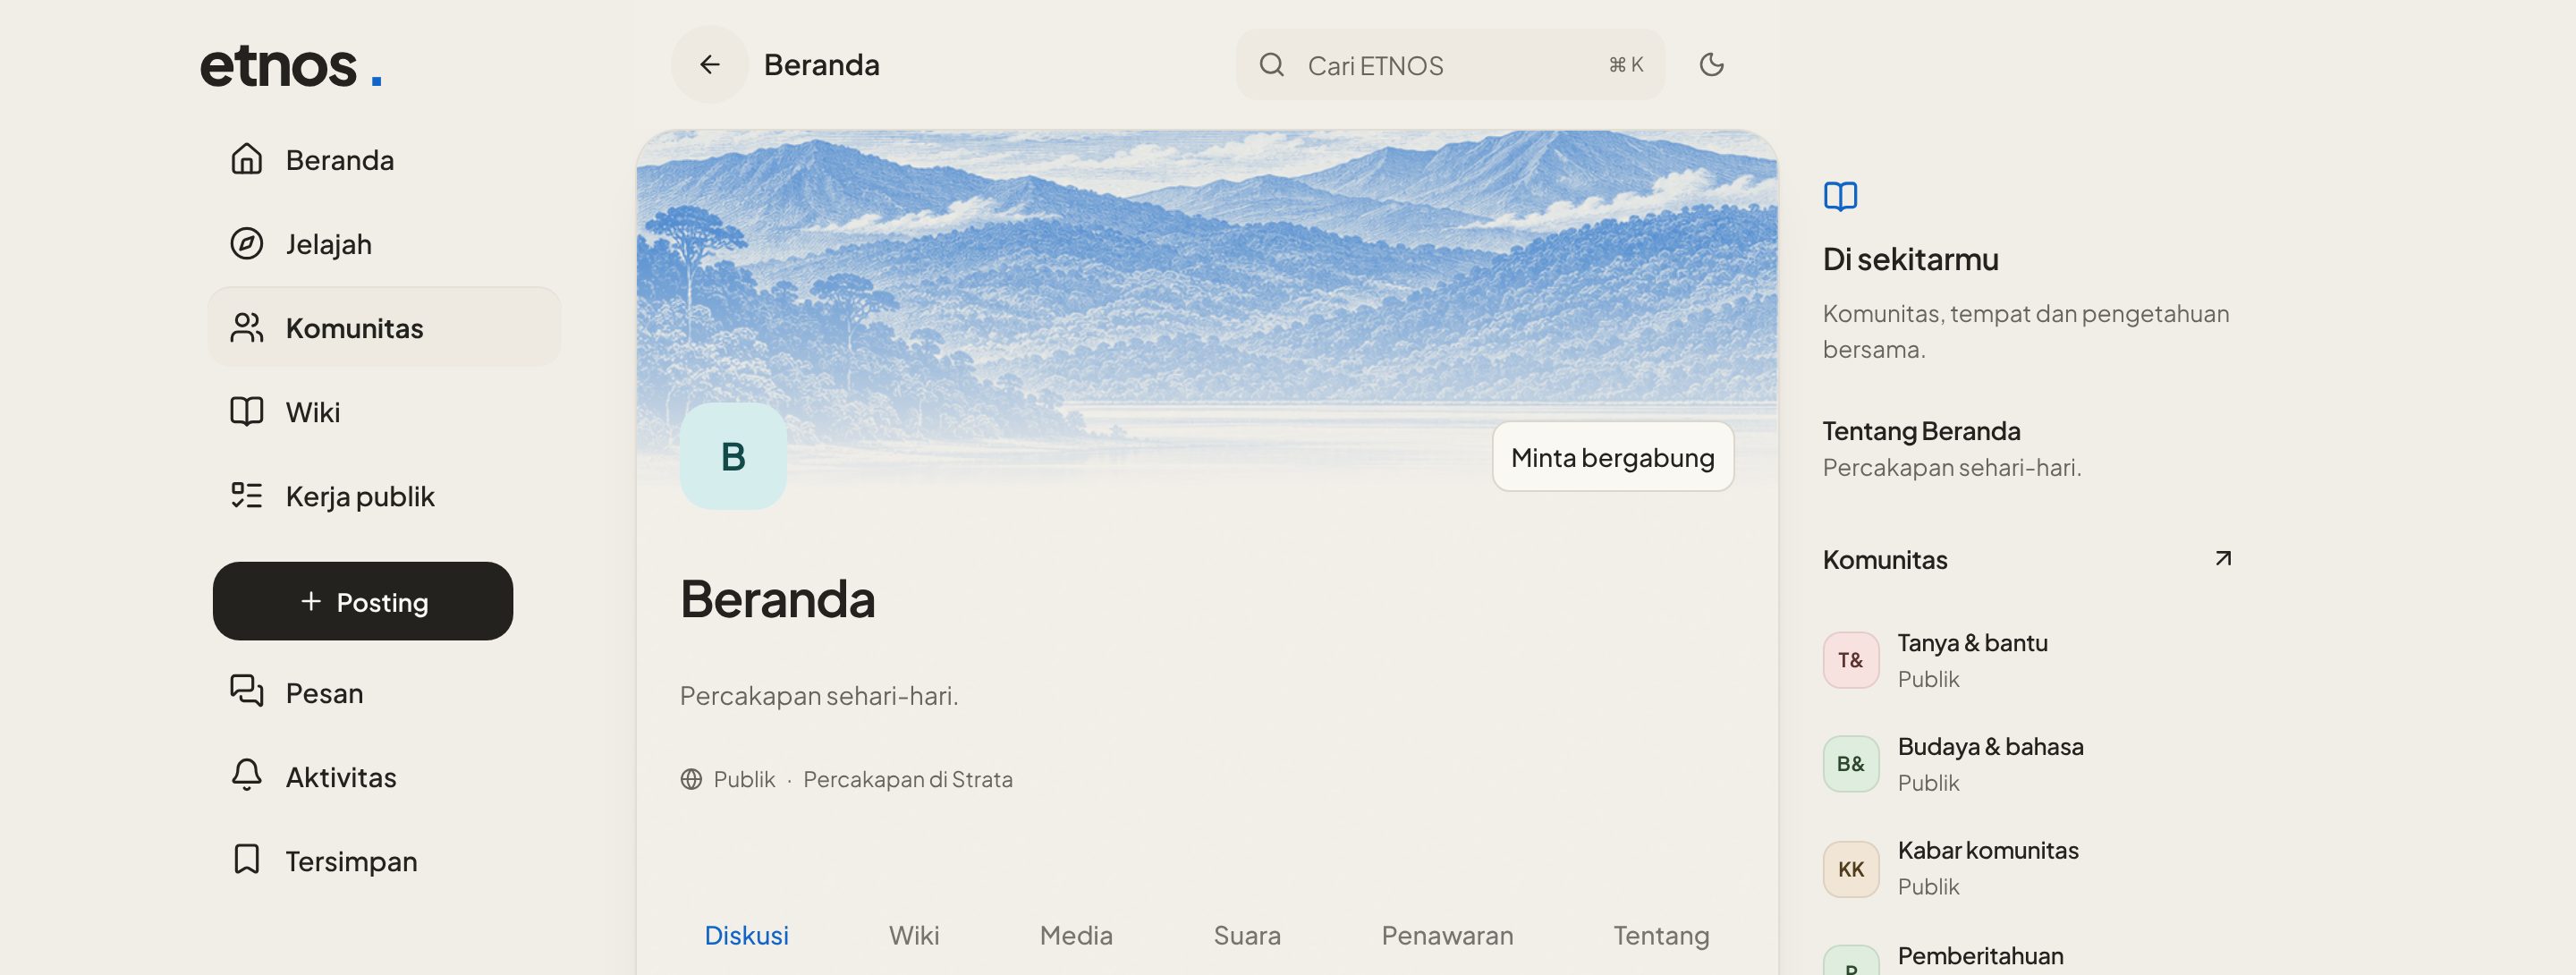 etnos .
Beranda
Jelajah
Komunitas
Wiki
Kerja publik
+ Posting
Pesan
Aktivitas
Tersimpan
Beranda
Cari ETNOS
⌘ K
B
Minta bergabung
Beranda
Percakapan sehari-hari.
Publik · Percakapan di Strata
Diskusi
Wiki
Media
Suara
Penawaran
Tentang
Di sekitarmu
Komunitas, tempat dan pengetahuan
bersama.
Tentang Beranda
Percakapan sehari-hari.
Komunitas
T&
Tanya & bantu
Publik
B&
Budaya & bahasa
Publik
KK
Kabar komunitas
Publik
P
Pemberitahuan